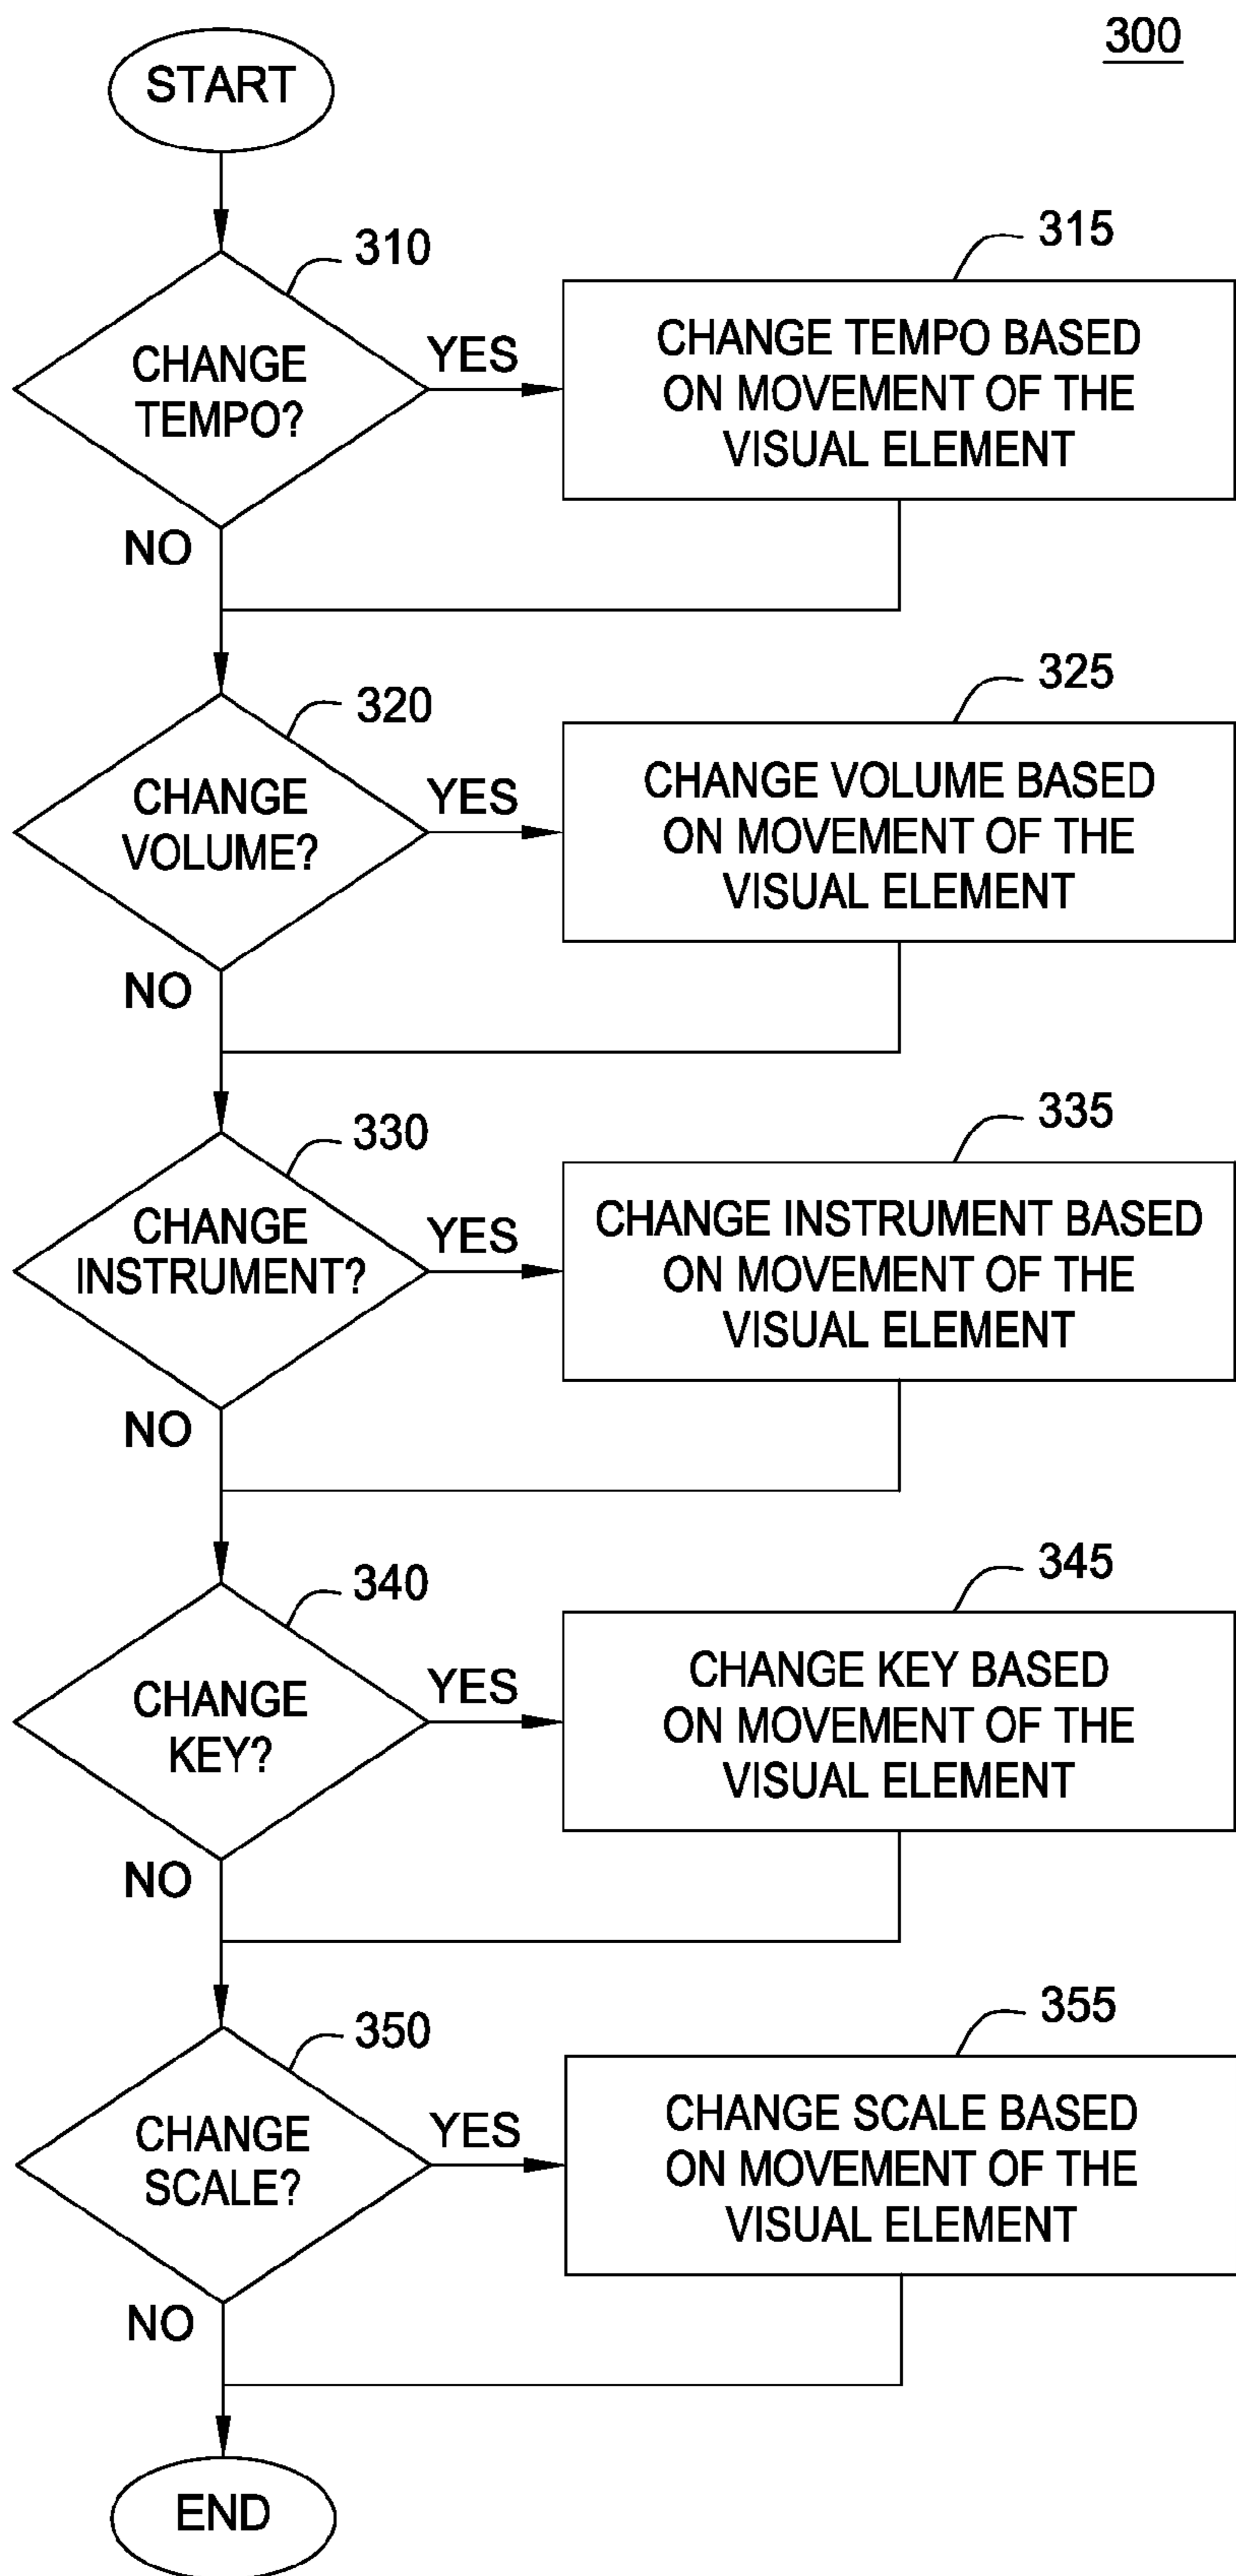 300
START
310
CHANGE
TEMPO?
YES
315
CHANGE TEMPO BASED
ON MOVEMENT OF THE
VISUAL ELEMENT
NO
320
CHANGE
VOLUME?
YES
325
CHANGE VOLUME BASED
ON MOVEMENT OF THE
VISUAL ELEMENT
NO
330
CHANGE
INSTRUMENT?
YES
335
CHANGE INSTRUMENT BASED
ON MOVEMENT OF THE
VISUAL ELEMENT
NO
340
CHANGE
KEY?
YES
345
CHANGE KEY BASED
ON MOVEMENT OF THE
VISUAL ELEMENT
NO
350
CHANGE
SCALE?
YES
355
CHANGE SCALE BASED
ON MOVEMENT OF THE
VISUAL ELEMENT
NO
END